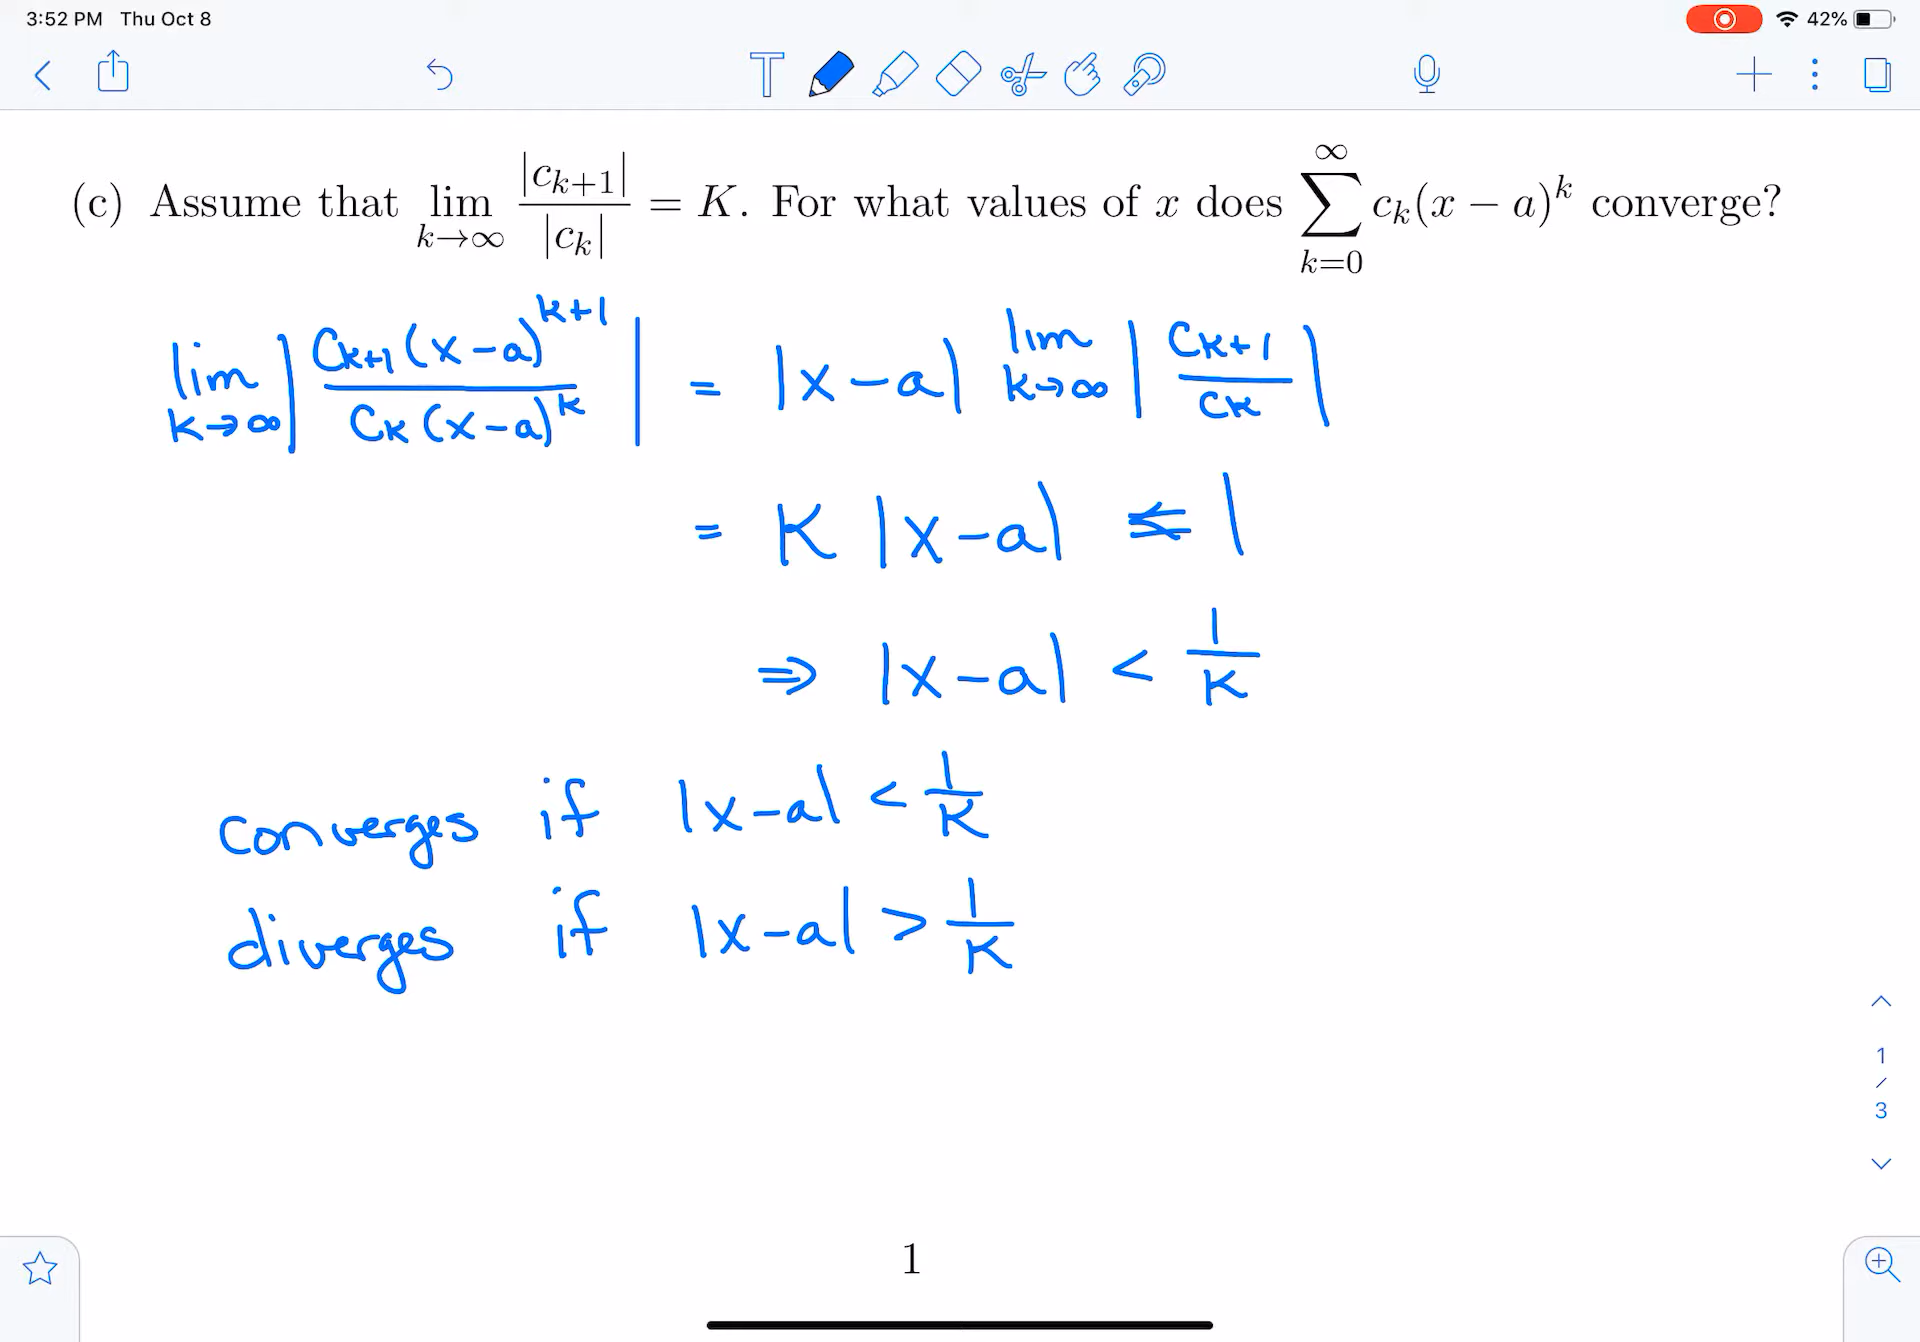 3:52 PM Thu Oct 8 42%
(c) Assume that lim_{k→∞} |c_{k+1}| / |c_k| = K. For what values of x does ∑_{k=0}^{∞} c_k(x − a)^k converge?
lim_{k→∞} | C_{k+1}(x-a)^{k+1} / C_k(x-a)^k | = |x-a| lim_{k→∞} | C_{k+1} / C_k |
= K |x-a| < 1
⇒ |x-a| < 1/K
converges if |x-a| < 1/K
diverges if |x-a| > 1/K
1
/
3
1